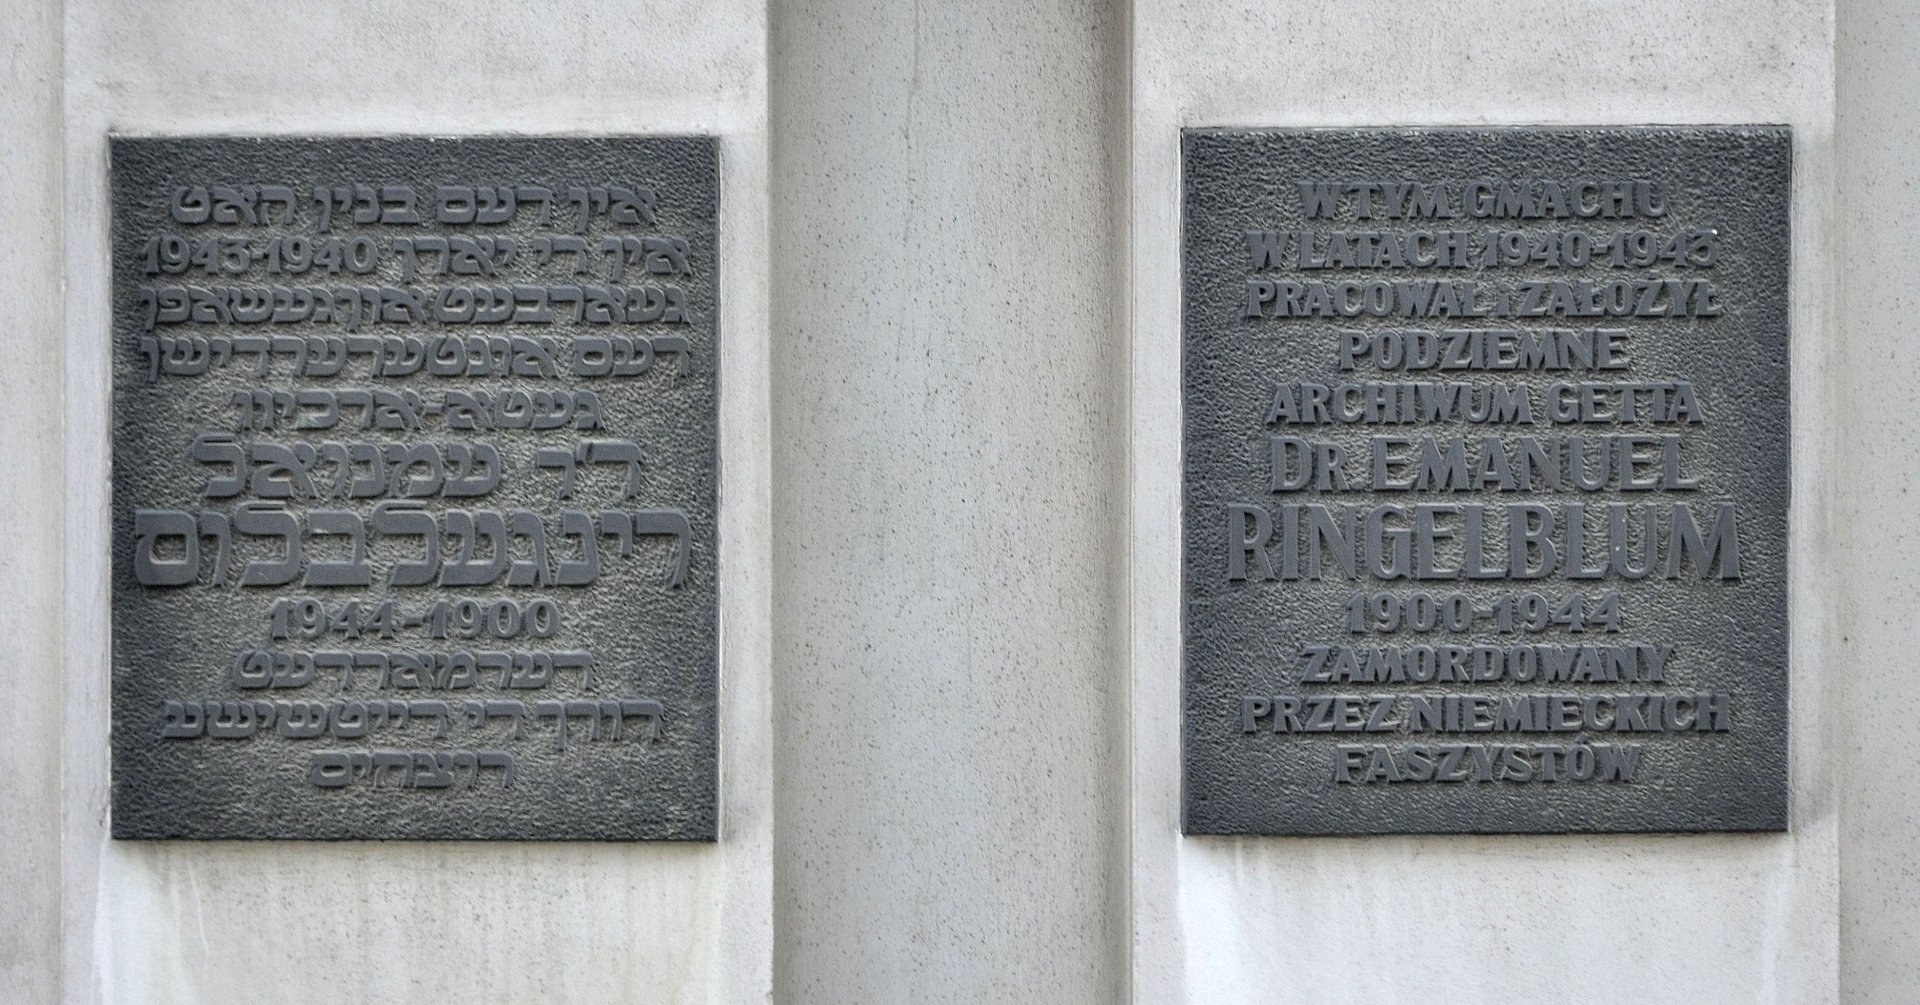 אין דעם בנין האט
אין די יארן 1940-1943
געארבעט און געשאפן
דעם אונטערערדישן
געטא-ארכיוו
ד״ר עמנואל
רינגעלבלום
1944-1900
דערמארדעט
דורך די דייטשישע
רוצחים
W TYM GMACHU
W LATACH 1940-1943
PRACOWAŁ i ZAŁOŻYŁ
PODZIEMNE
ARCHIWUM GETTA
DR. EMANUEL
RINGELBLUM
1900-1944
ZAMORDOWANY
PRZEZ NIEMIECKICH
FASZYSTÓW